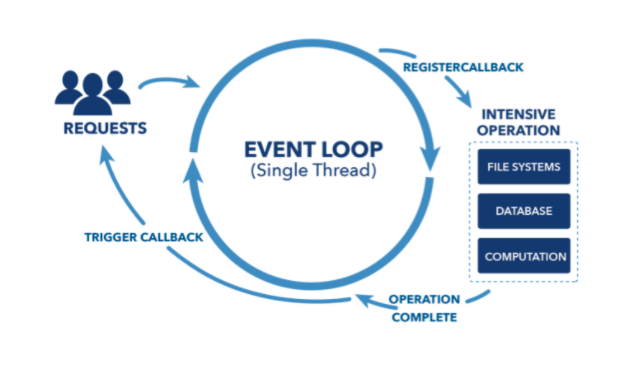 REQUESTS
EVENT LOOP
(Single Thread)
REGISTERCALLBACK
INTENSIVE
OPERATION
FILE SYSTEMS
DATABASE
COMPUTATION
OPERATION
COMPLETE
TRIGGER CALLBACK